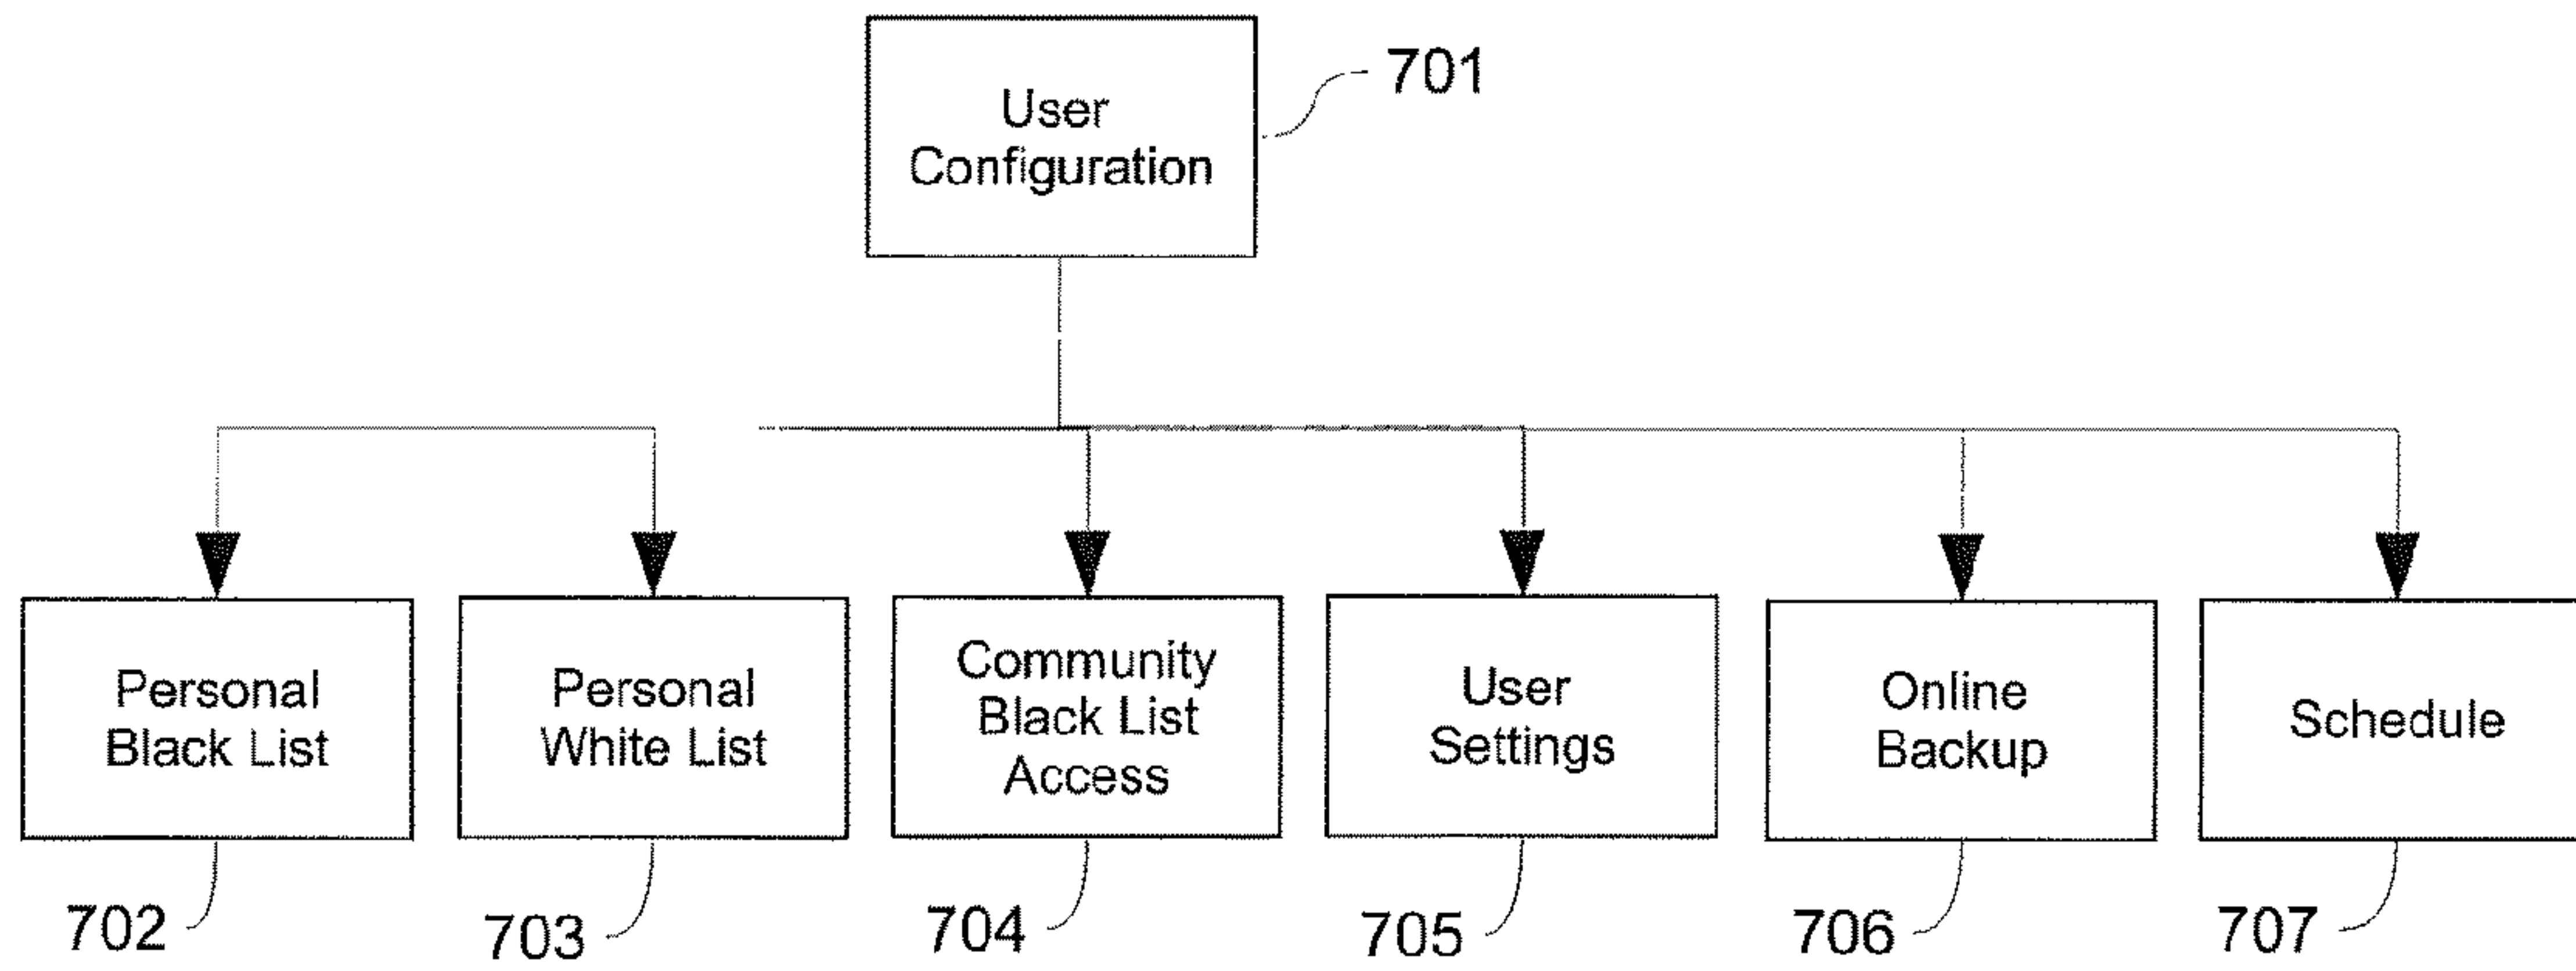 User
Configuration
701
Personal
Black List
Personal
White List
Community
Black List
Access
User
Settings
Online
Backup
Schedule
702
703
704
705
706
707